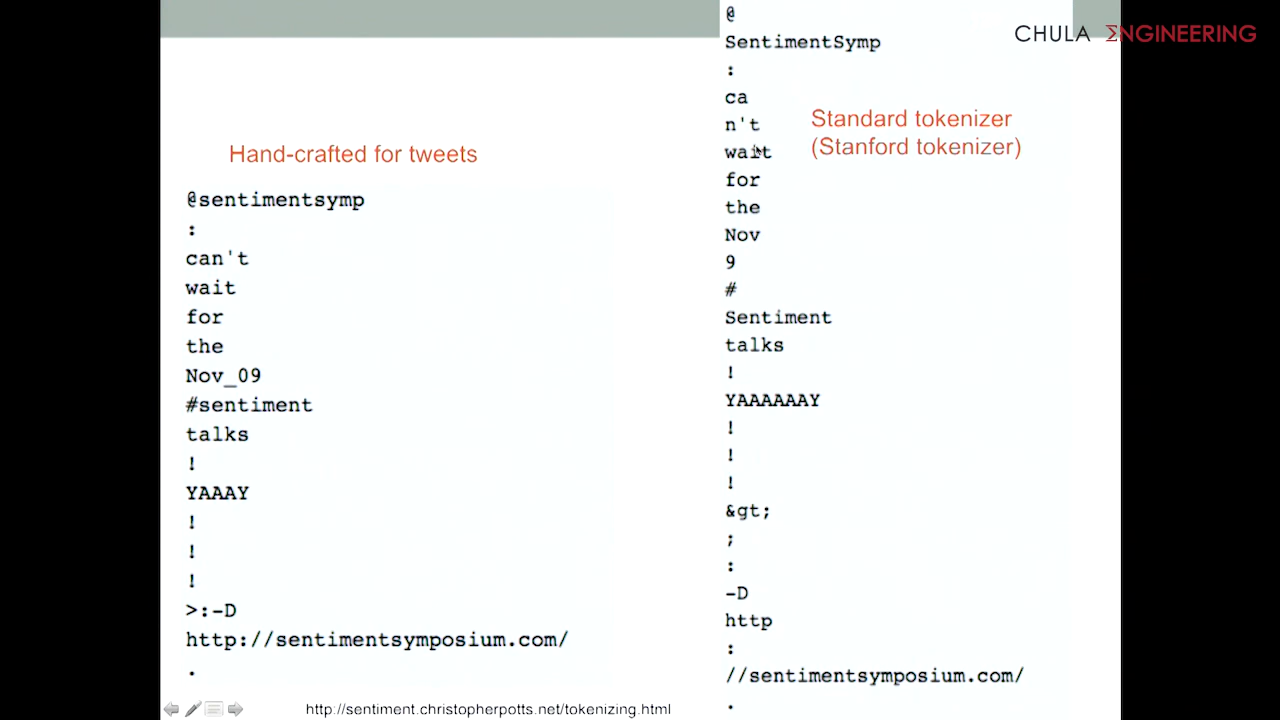 CHULA ΣNGINEERING
Hand-crafted for tweets
@sentimentsymp
:
can't
wait
for
the
Nov_09
#sentiment
talks
!
YAAAY
!
!
!
>:-D
http://sentimentsymposium.com/
.
Standard tokenizer
(Stanford tokenizer)
@
SentimentSymp
:
ca
n't
wait
for
the
Nov
9
#
Sentiment
talks
!
YAAAAAAY
!
!
!
&gt;
;
:
-D
http
:
//sentimentsymposium.com/
.
http://sentiment.christopherpotts.net/tokenizing.html